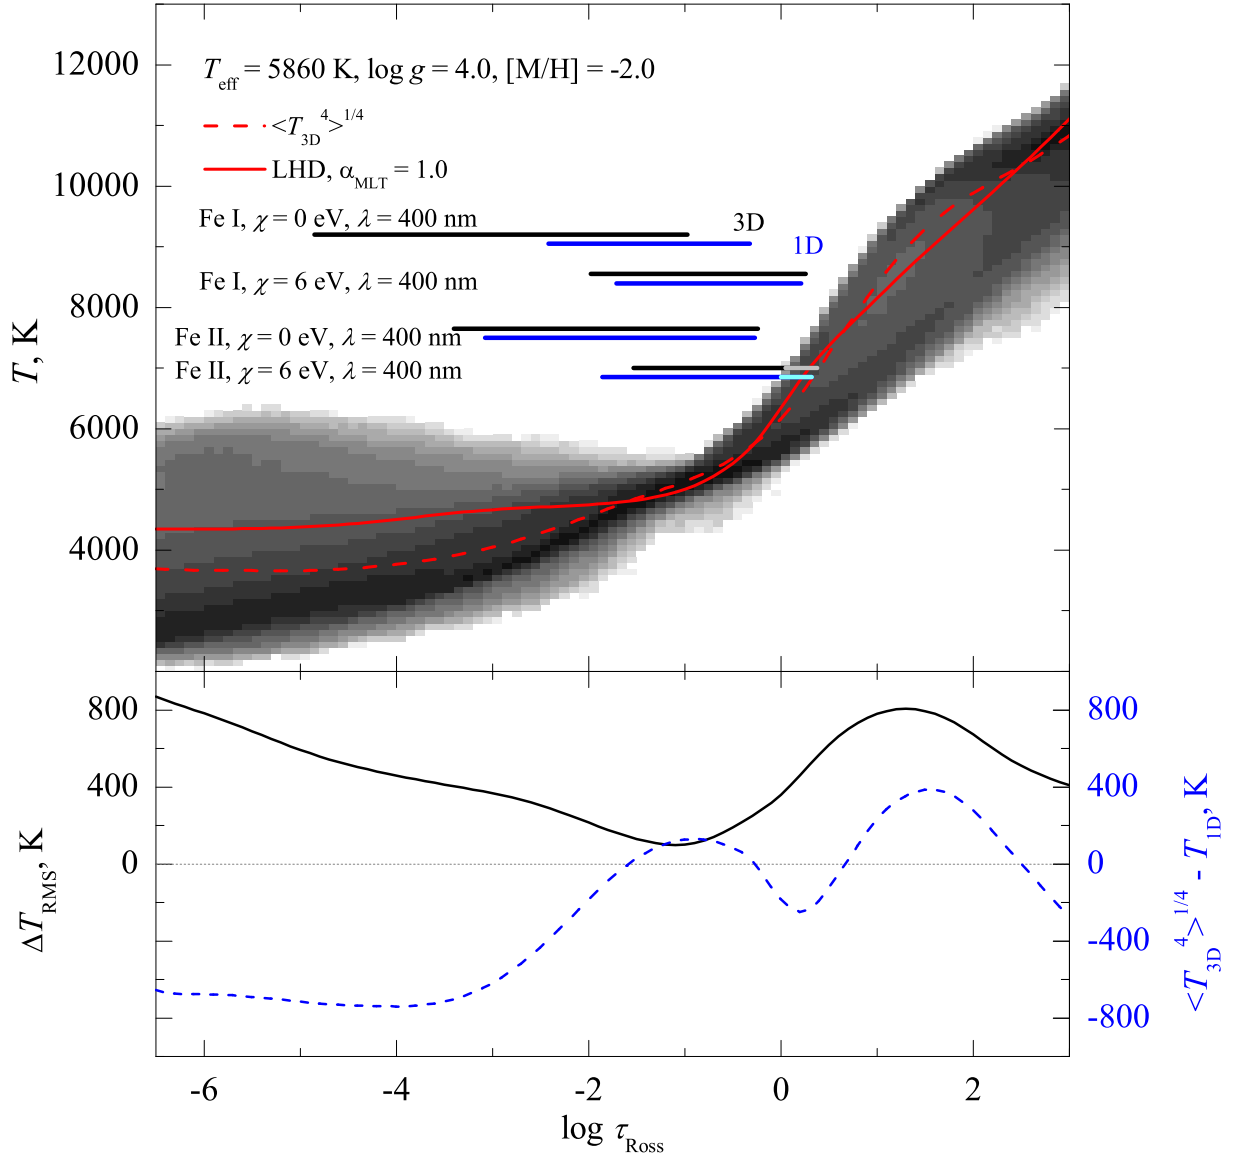 12000
10000
8000
6000
4000
T, K
T_eff = 5860 K, log g = 4.0, [M/H] = -2.0
<T_3D^4>^1/4
LHD, α_MLT = 1.0
Fe I, χ = 0 eV, λ = 400 nm
3D
1D
Fe I, χ = 6 eV, λ = 400 nm
Fe II, χ = 0 eV, λ = 400 nm
Fe II, χ = 6 eV, λ = 400 nm
800
400
0
ΔT_RMS, K
800
400
0
-400
-800
<T_3D^4>^1/4 - T_1D, K
-6 -4 -2 0 2
log τ_Ross